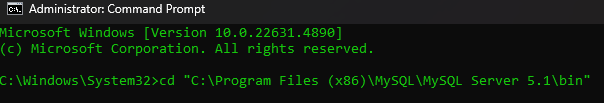 Administrator: Command Prompt
Microsoft Windows [Version 10.0.22631.4890]
(c) Microsoft Corporation. All rights reserved.
C:\Windows\System32>cd "C:\Program Files (x86)\MySQL\MySQL Server 5.1\bin"